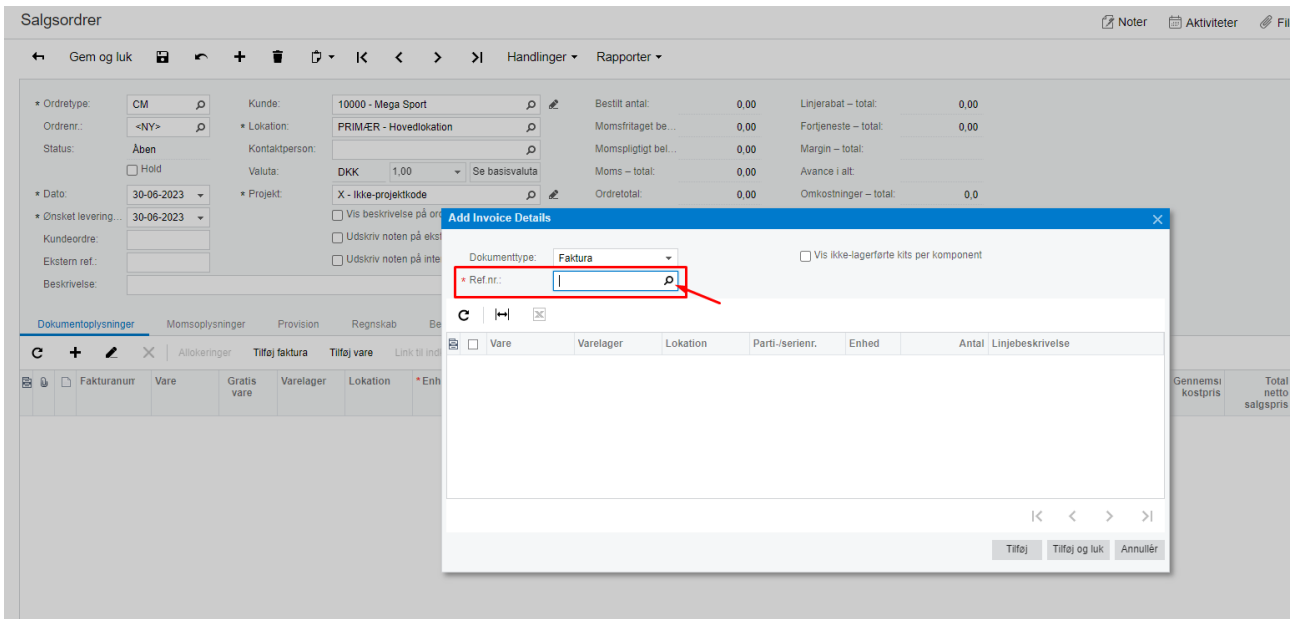 Salgsordrer
Noter Aktiviteter Fil
Gem og luk Handlinger Rapporter
* Ordretype: CM Kunde: 10000 - Mega Sport Bestilt antal: 0,00 Linjerabat – total: 0,00
Ordrenr.: <NY> * Lokation: PRIMÆR - Hovedlokation Momsfritaget be... 0,00 Fortjeneste – total: 0,00
Status: Åben Kontaktperson: Momspligtigt bel... 0,00 Margin – total:
Hold Valuta: DKK 1,00 Se basisvaluta Moms – total: 0,00 Avance i alt:
* Dato: 30-06-2023 * Projekt: X - Ikke-projektkode Ordretotal: 0,00 Omkostninger – total: 0,0
* Ønsket levering... 30-06-2023 Vis beskrivelse på ord
Kundeordre: Udskriv noten på ekst
Ekstern ref.: Udskriv noten på inte
Beskrivelse:
Add Invoice Details
Dokumenttype: Faktura Vis ikke-lagerførte kits per komponent
* Ref.nr.:
Vare Varelager Lokation Parti-/serienr. Enhed Antal Linjebeskrivelse
Tilføj Tilføj og luk Annullér
Dokumentoplysninger Momsoplysninger Provision Regnskab Be
Allokeringer Tilføj faktura Tilføj vare Link til indl
Fakturanum Vare Gratis vare Varelager Lokation * Enh Gennemsı kostpris Total netto salgspris